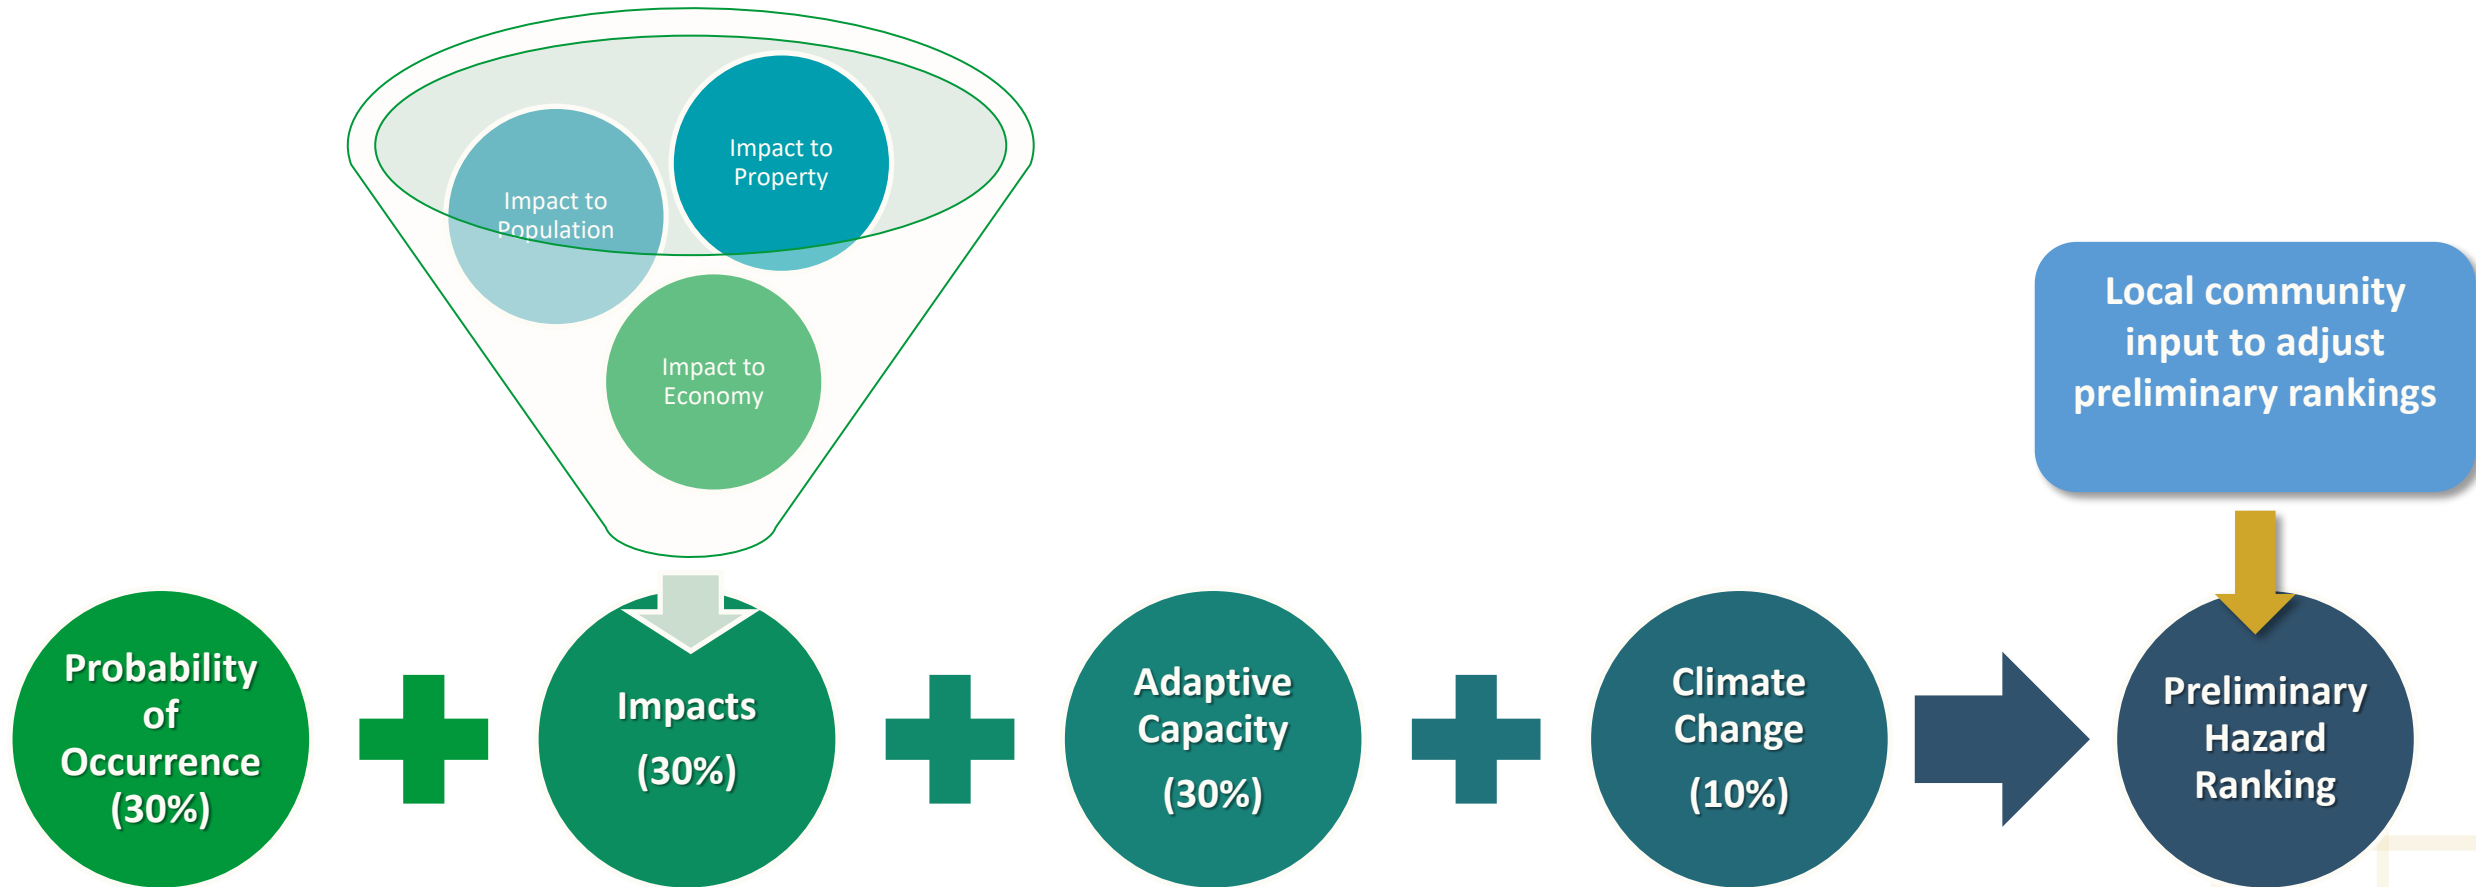 Impact to
Property
Impact to
Population
Impact to
Economy
Local community
input to adjust
preliminary rankings
Probability
of
Occurrence
(30%)
Impacts
(30%)
Adaptive
Capacity
(30%)
Climate
Change
(10%)
Preliminary
Hazard
Ranking